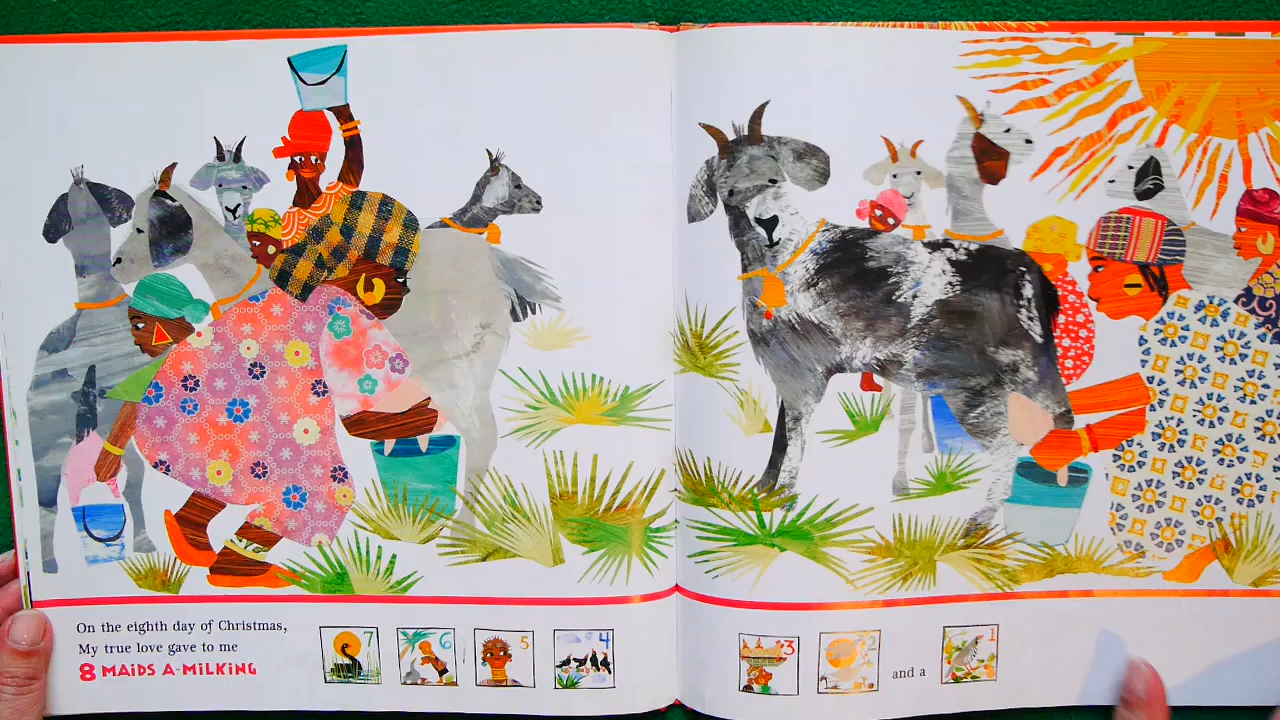 On the eighth day of Christmas,
My true love gave to me
8 MAiDS A-MiLKiNG
7 6 5 4
3 2 and a 1